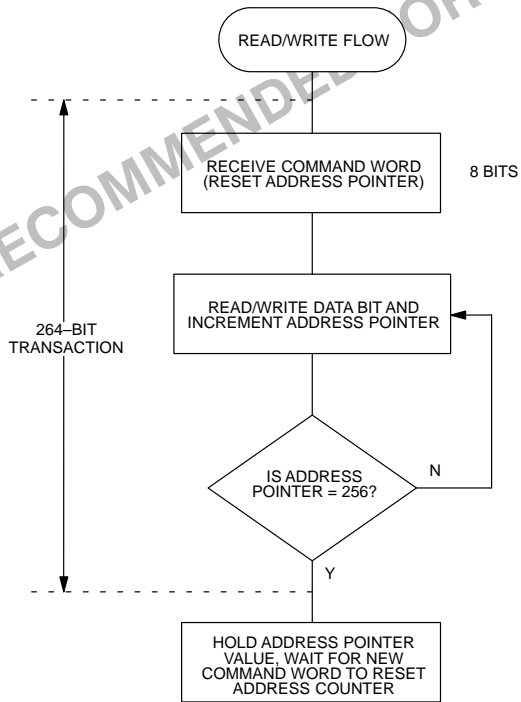 READ/WRITE FLOW
RECOMMENDED FOR
RECEIVE COMMAND WORD
(RESET ADDRESS POINTER)
8 BITS
READ/WRITE DATA BIT AND
INCREMENT ADDRESS POINTER
264–BIT
TRANSACTION
IS ADDRESS
POINTER = 256?
N
Y
HOLD ADDRESS POINTER
VALUE, WAIT FOR NEW
COMMAND WORD TO RESET
ADDRESS COUNTER